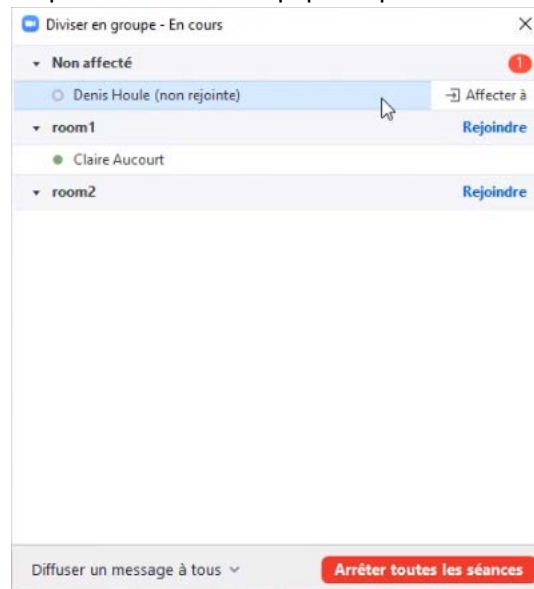 Diviser en groupe - En cours
Non affecté
1
Denis Houle (non rejointe)
Affecter à
room1
Rejoindre
Claire Aucourt
room2
Rejoindre
Diffuser un message à tous
Arrêter toutes les séances